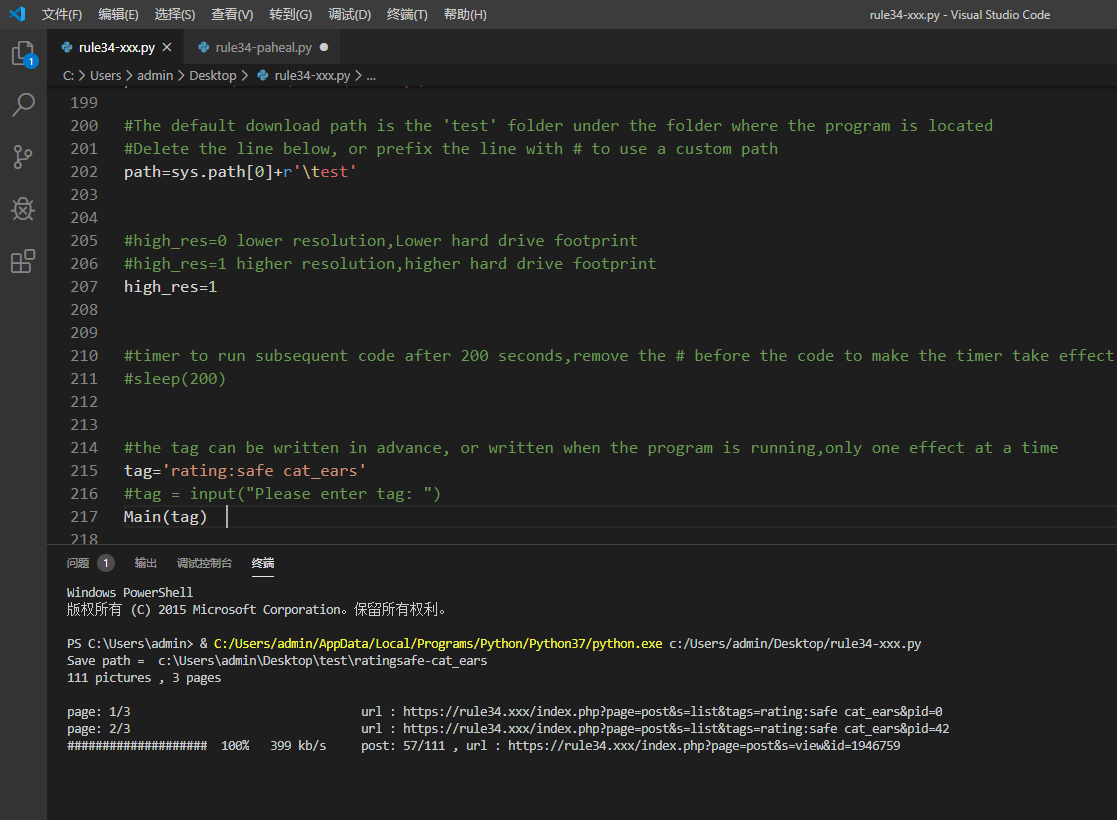 文件(F) 编辑(E) 选择(S) 查看(V) 转到(G) 调试(D) 终端(T) 帮助(H) rule34-xxx.py - Visual Studio Code
1
rule34-xxx.py × rule34-paheal.py ●
C: > Users > admin > Desktop > rule34-xxx.py > ...
199
200 #The default download path is the 'test' folder under the folder where the program is located
201 #Delete the line below, or prefix the line with # to use a custom path
202 path=sys.path[0]+r'\test'
203
204
205 #high_res=0 lower resolution,Lower hard drive footprint
206 #high_res=1 higher resolution,higher hard drive footprint
207 high_res=1
208
209
210 #timer to run subsequent code after 200 seconds,remove the # before the code to make the timer take effect
211 #sleep(200)
212
213
214 #the tag can be written in advance, or written when the program is running,only one effect at a time
215 tag='rating:safe cat_ears'
216 #tag = input("Please enter tag: ")
217 Main(tag)
218
问题 1 输出 调试控制台 终端
Windows PowerShell
版权所有 (C) 2015 Microsoft Corporation。保留所有权利。
PS C:\Users\admin> & C:/Users/admin/AppData/Local/Programs/Python/Python37/python.exe c:/Users/admin/Desktop/rule34-xxx.py
Save path =  c:\Users\admin\Desktop\test\ratingsafe-cat_ears
111 pictures , 3 pages
page: 1/3 url : https://rule34.xxx/index.php?page=post&s=list&tags=rating:safe cat_ears&pid=0
page: 2/3 url : https://rule34.xxx/index.php?page=post&s=list&tags=rating:safe cat_ears&pid=42
#################### 100% 399 kb/s post: 57/111 , url : https://rule34.xxx/index.php?page=post&s=view&id=1946759